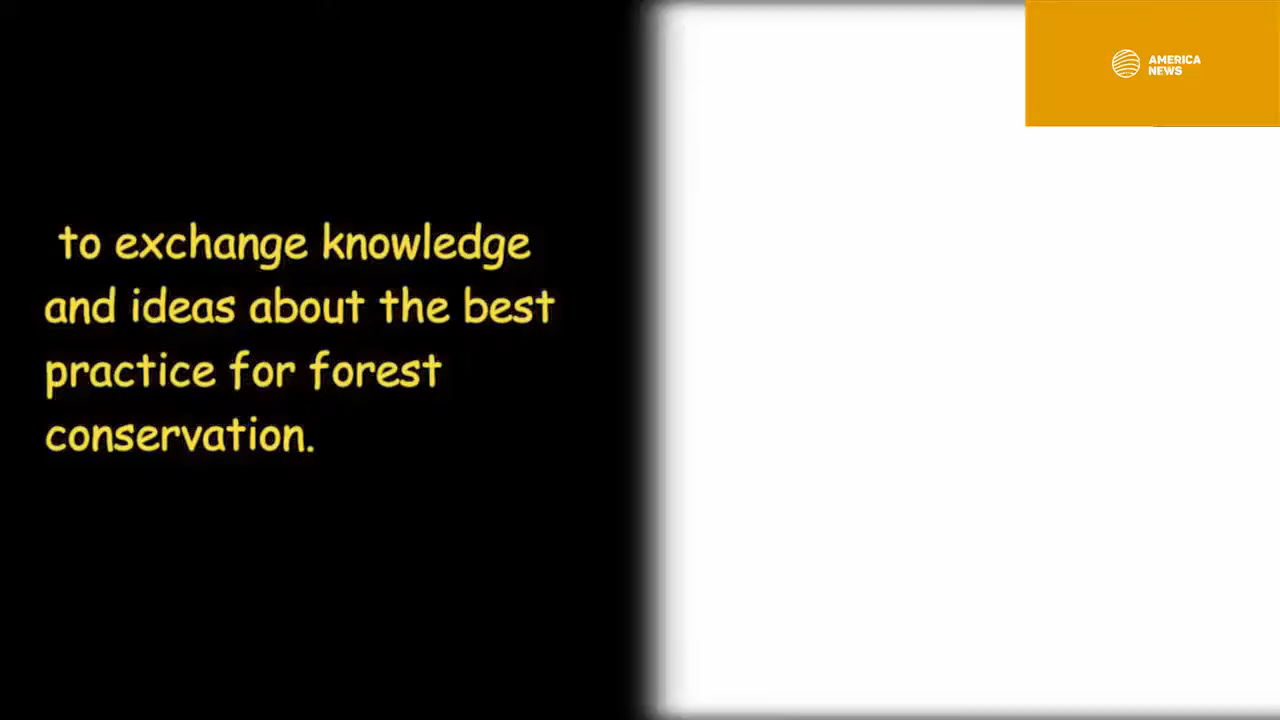 AMERICA
NEWS
to exchange knowledge
and ideas about the best
practice for forest
conservation.